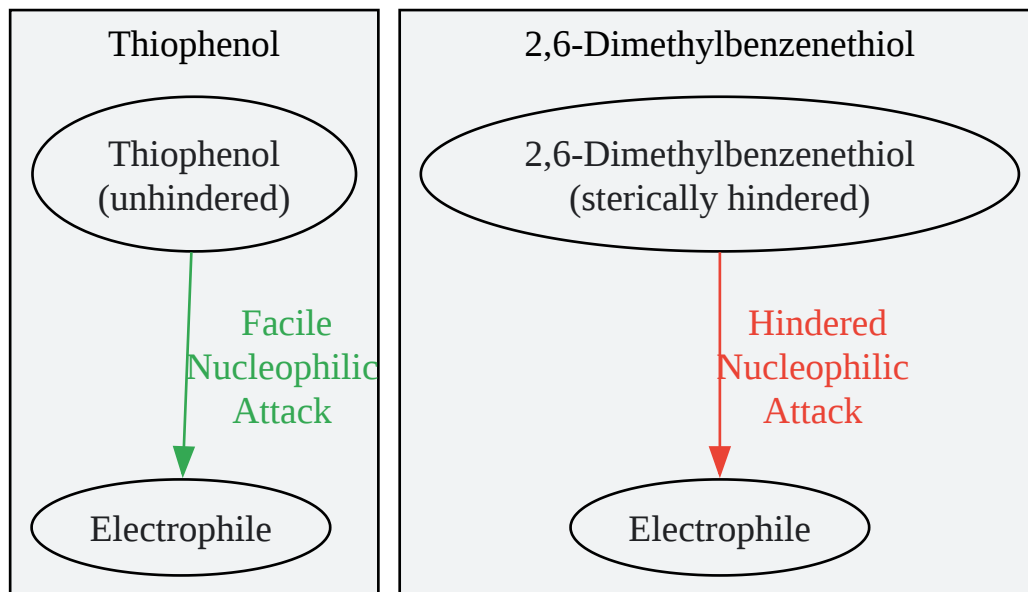 Thiophenol
Thiophenol
(unhindered)
Facile
Nucleophilic
Attack
Electrophile
2,6-Dimethylbenzenethiol
2,6-Dimethylbenzenethiol
(sterically hindered)
Hindered
Nucleophilic
Attack
Electrophile